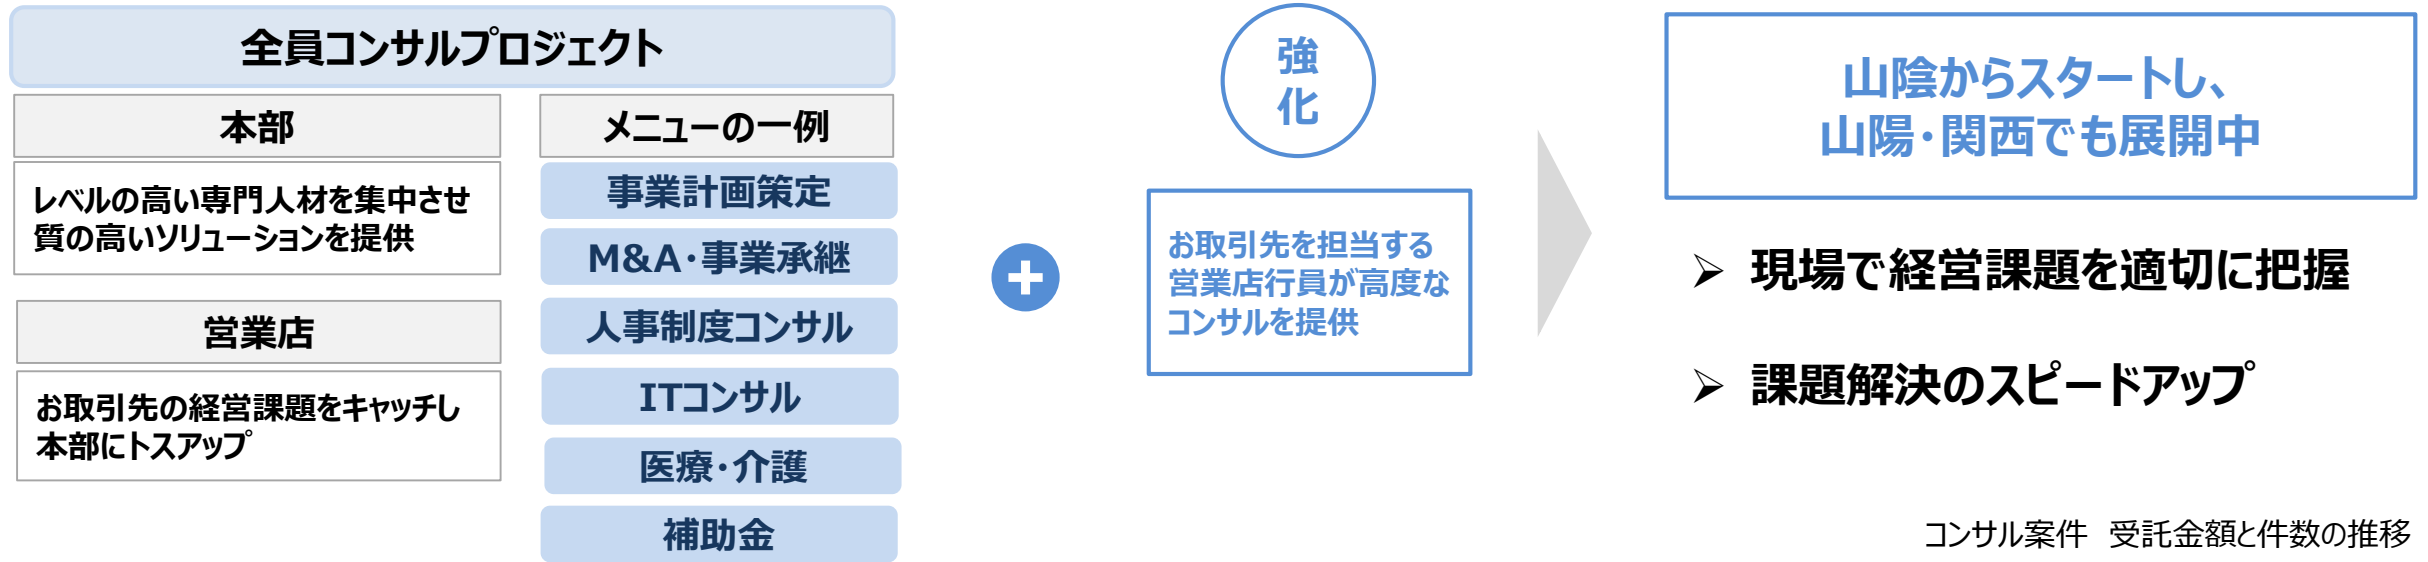 全員コンサルプロジェクト
本部
レベルの高い専門人材を集中させ
質の高いソリューションを提供
営業店
お取引先の経営課題をキャッチし
本部にトスアップ
メニューの一例
事業計画策定
M&A・事業承継
人事制度コンサル
ITコンサル
医療・介護
補助金
強
化
お取引先を担当する
営業店行員が高度な
コンサルを提供
山陰からスタートし、
山陽・関西でも展開中
➢ 現場で経営課題を適切に把握
➢ 課題解決のスピードアップ
コンサル案件 受託金額と件数の推移